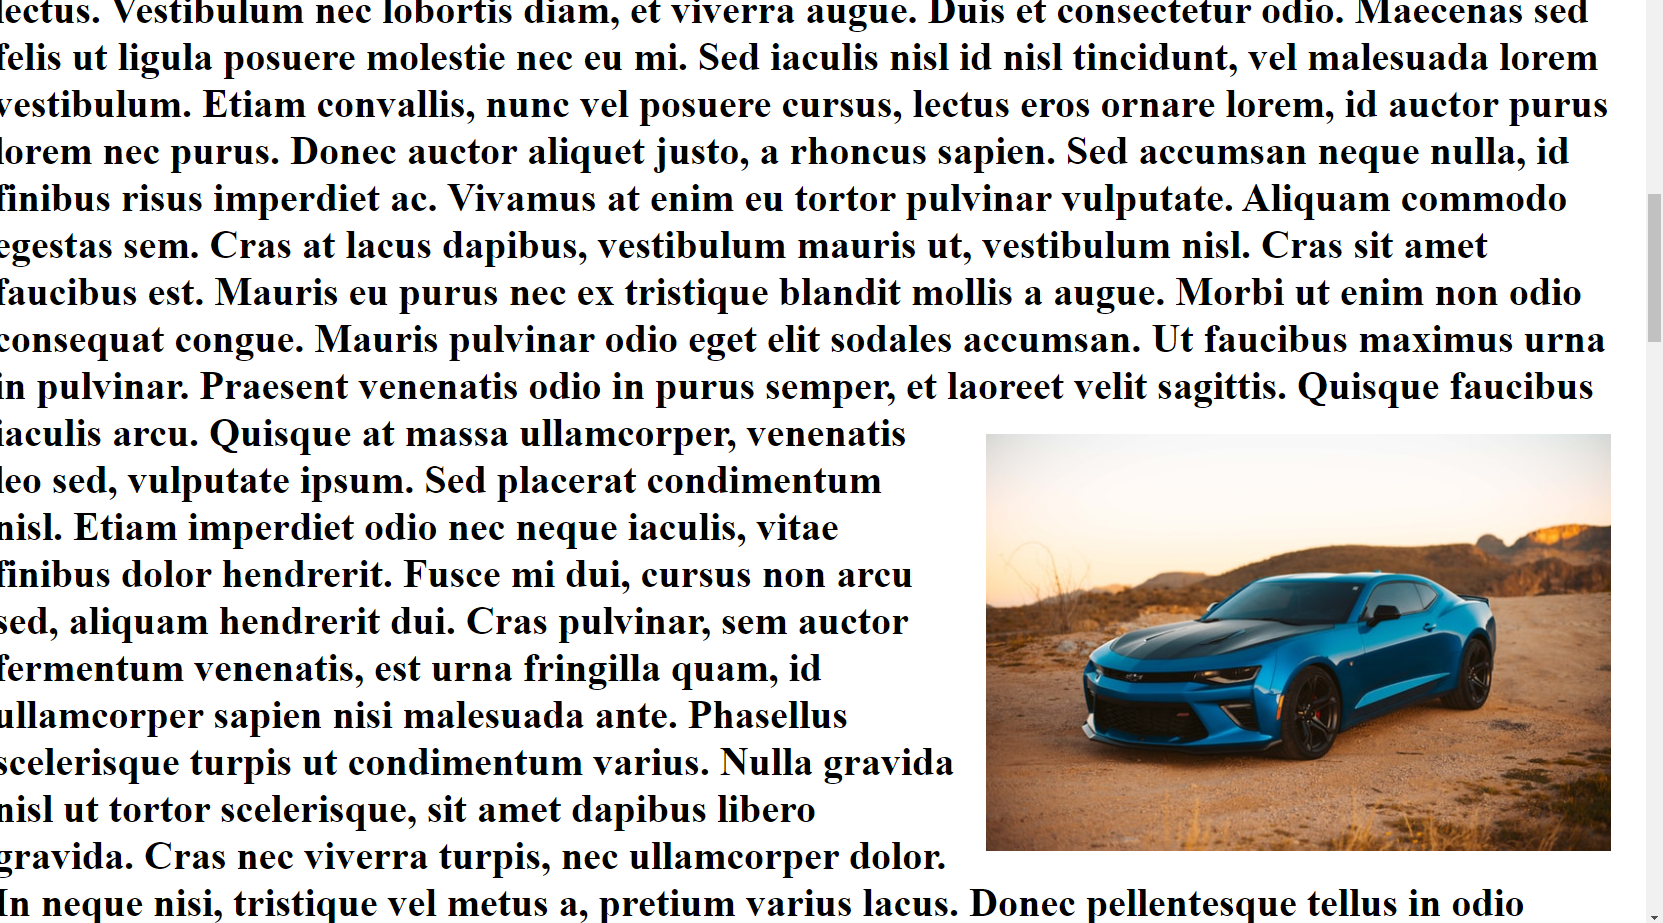 lectus. Vestibulum nec lobortis diam, et viverra augue. Duis et consectetur odio. Maecenas sed
felis ut ligula posuere molestie nec eu mi. Sed iaculis nisl id nisl tincidunt, vel malesuada lorem
vestibulum. Etiam convallis, nunc vel posuere cursus, lectus eros ornare lorem, id auctor purus
lorem nec purus. Donec auctor aliquet justo, a rhoncus sapien. Sed accumsan neque nulla, id
finibus risus imperdiet ac. Vivamus at enim eu tortor pulvinar vulputate. Aliquam commodo
egestas sem. Cras at lacus dapibus, vestibulum mauris ut, vestibulum nisl. Cras sit amet
faucibus est. Mauris eu purus nec ex tristique blandit mollis a augue. Morbi ut enim non odio
consequat congue. Mauris pulvinar odio eget elit sodales accumsan. Ut faucibus maximus urna
in pulvinar. Praesent venenatis odio in purus semper, et laoreet velit sagittis. Quisque faucibus
iaculis arcu. Quisque at massa ullamcorper, venenatis
leo sed, vulputate ipsum. Sed placerat condimentum
nisl. Etiam imperdiet odio nec neque iaculis, vitae
finibus dolor hendrerit. Fusce mi dui, cursus non arcu
sed, aliquam hendrerit dui. Cras pulvinar, sem auctor
fermentum venenatis, est urna fringilla quam, id
ullamcorper sapien nisi malesuada ante. Phasellus
scelerisque turpis ut condimentum varius. Nulla gravida
nisl ut tortor scelerisque, sit amet dapibus libero
gravida. Cras nec viverra turpis, nec ullamcorper dolor.
In neque nisi, tristique vel metus a, pretium varius lacus. Donec pellentesque tellus in odio